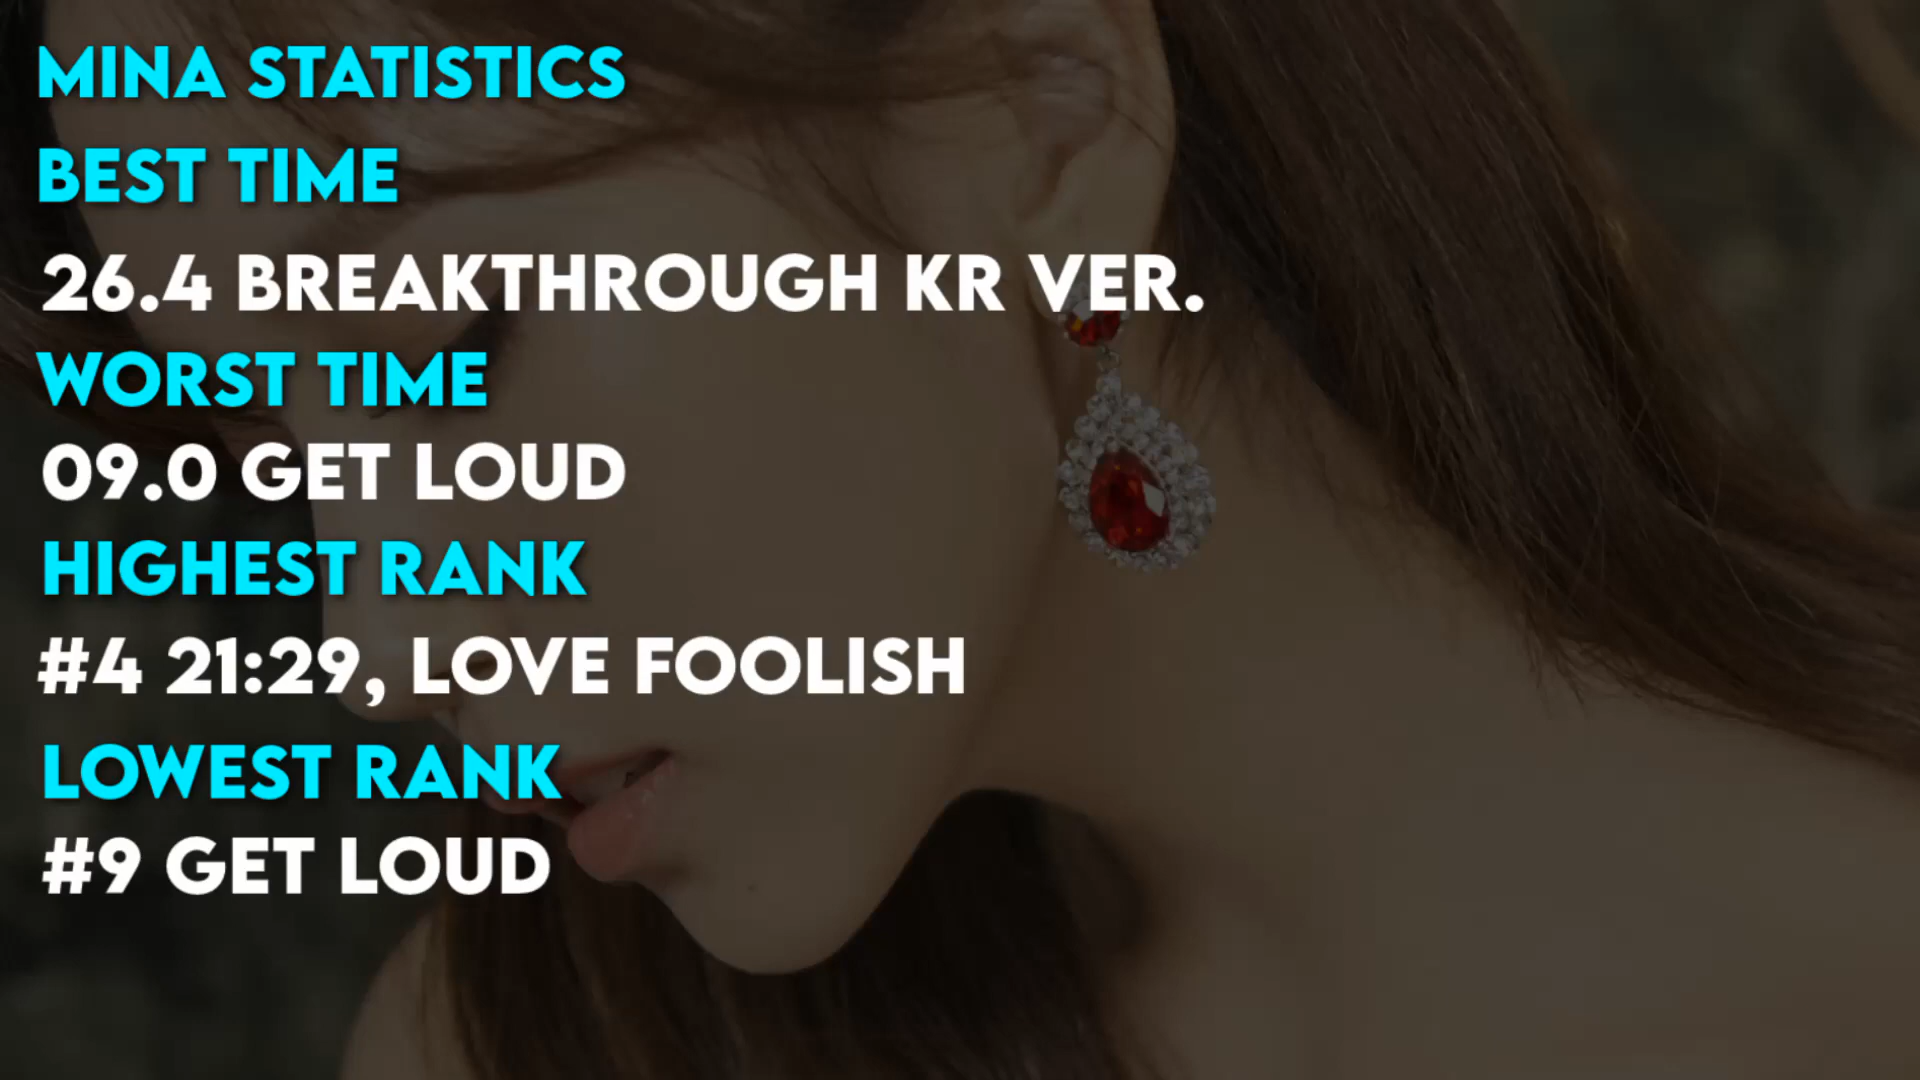 MINA STATISTICS
BEST TIME
26.4 BREAKTHROUGH KR VER.
WORST TIME
09.0 GET LOUD
HIGHEST RANK
#4 21:29, LOVE FOOLISH
LOWEST RANK
#9 GET LOUD